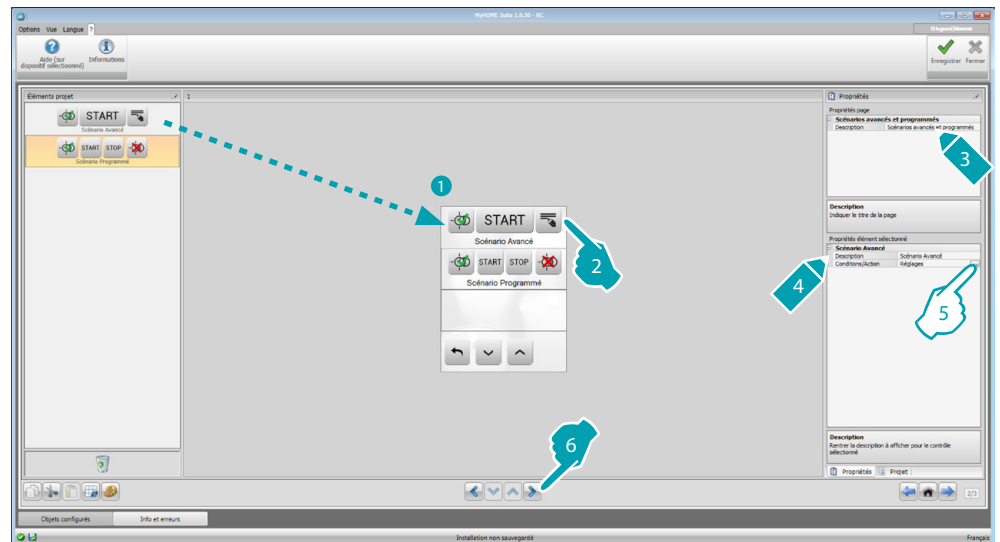 MyHOME Suite 1.0.30 - RC
Options Vue Langue ?
Aide (sur
dispositif sélectionné)
Informations
Enregistrer Fermer
Éléments projet
START
Scénario Avancé
START STOP
Scénario Programmé
1
1
START
Scénario Avancé
START STOP
Scénario Programmé
2
Propriétés
Propriétés page
Scénarios avancés et programmés
Description Scénarios avancés et programmés
3
Description
Indiquer le titre de la page
Propriétés élément sélectionné
Scénario Avancé
Description Scénario Avancé
Conditions/Action Réglages
4
5
Description
Rentrer la description à afficher pour le contrôle
sélectionné
Propriétés Projet
6
2/3
Objets configurés Info et erreurs
Installation non sauvegardé
Français